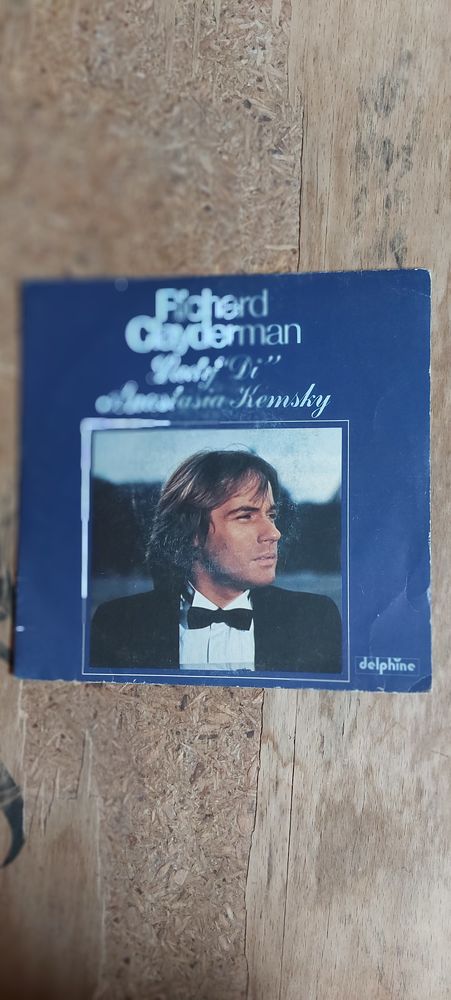 Richard
Clayderman
Lady "Di"
Anastasia Kemsky
delphine